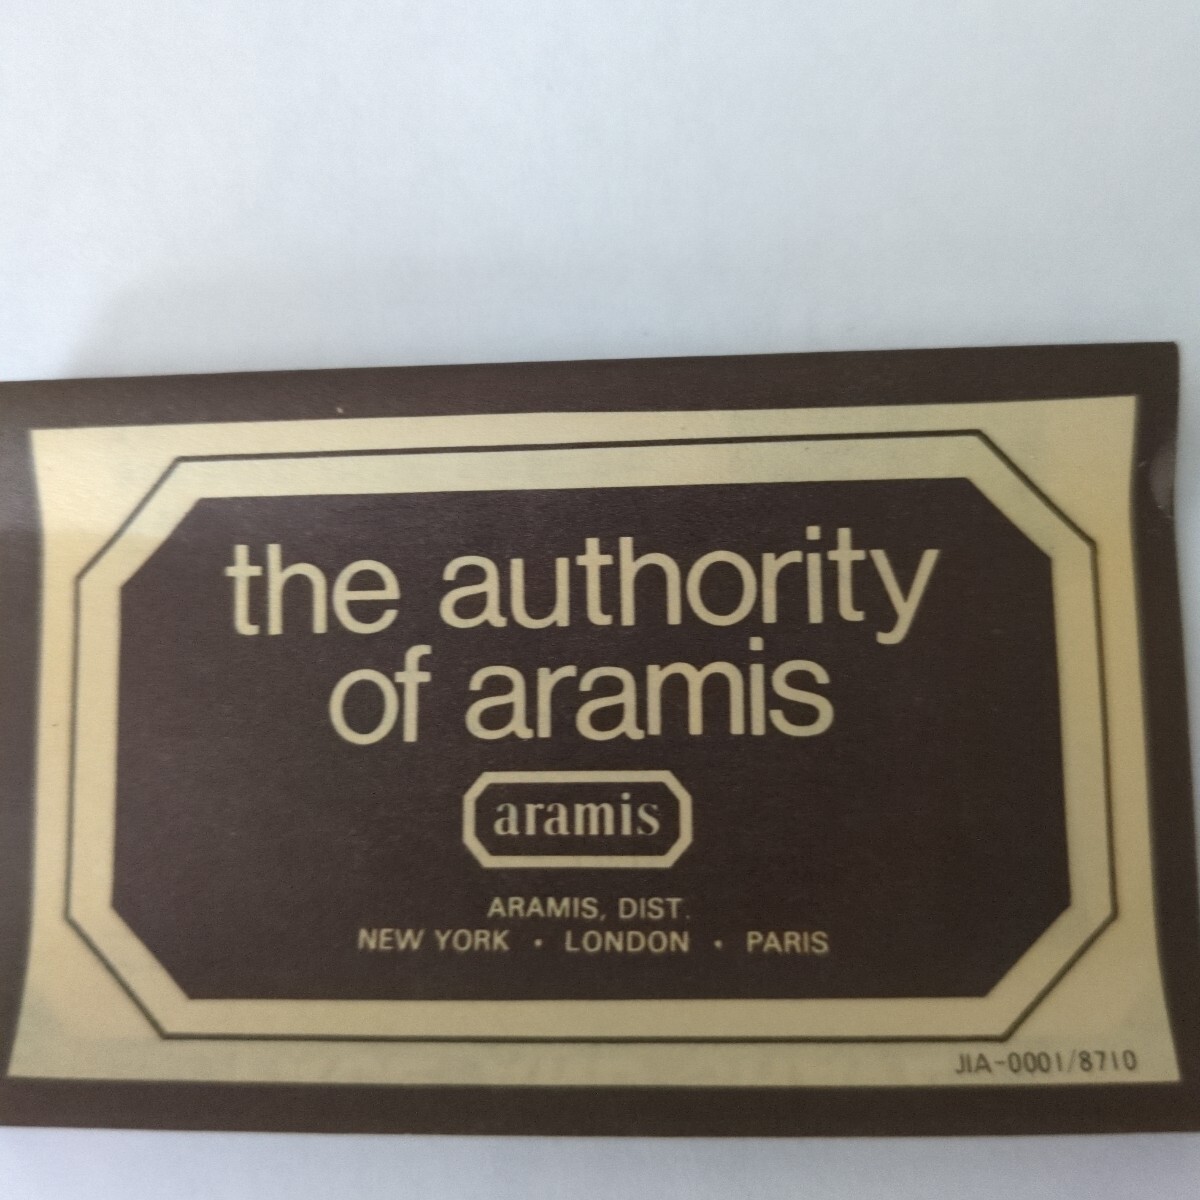 the authority
of aramis
aramis
ARAMIS, DIST.
NEW YORK · LONDON · PARIS
JIA-0001/8710